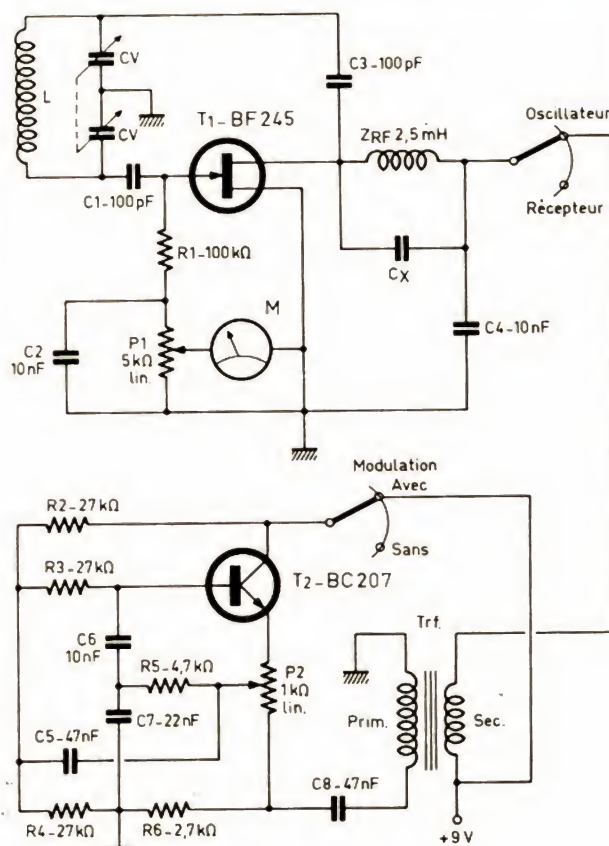 CV
L
CV
C3-100pF
T1-BF245
ZRF 2,5mH
Oscillateur
Récepteur
C1-100pF
R1-100kΩ
CX
M
C2
10nF
P1
5kΩ
lin.
C4-10nF
Modulation
Avec
Sans
R2-27kΩ
R3-27kΩ
T2-BC207
C6
10nF
R5-4,7kΩ
P2
1kΩ
lin.
Trf.
Prim.
Sec.
C7-22nF
C5-47nF
C8-47nF
R4-27kΩ
R6-2,7kΩ
+9V